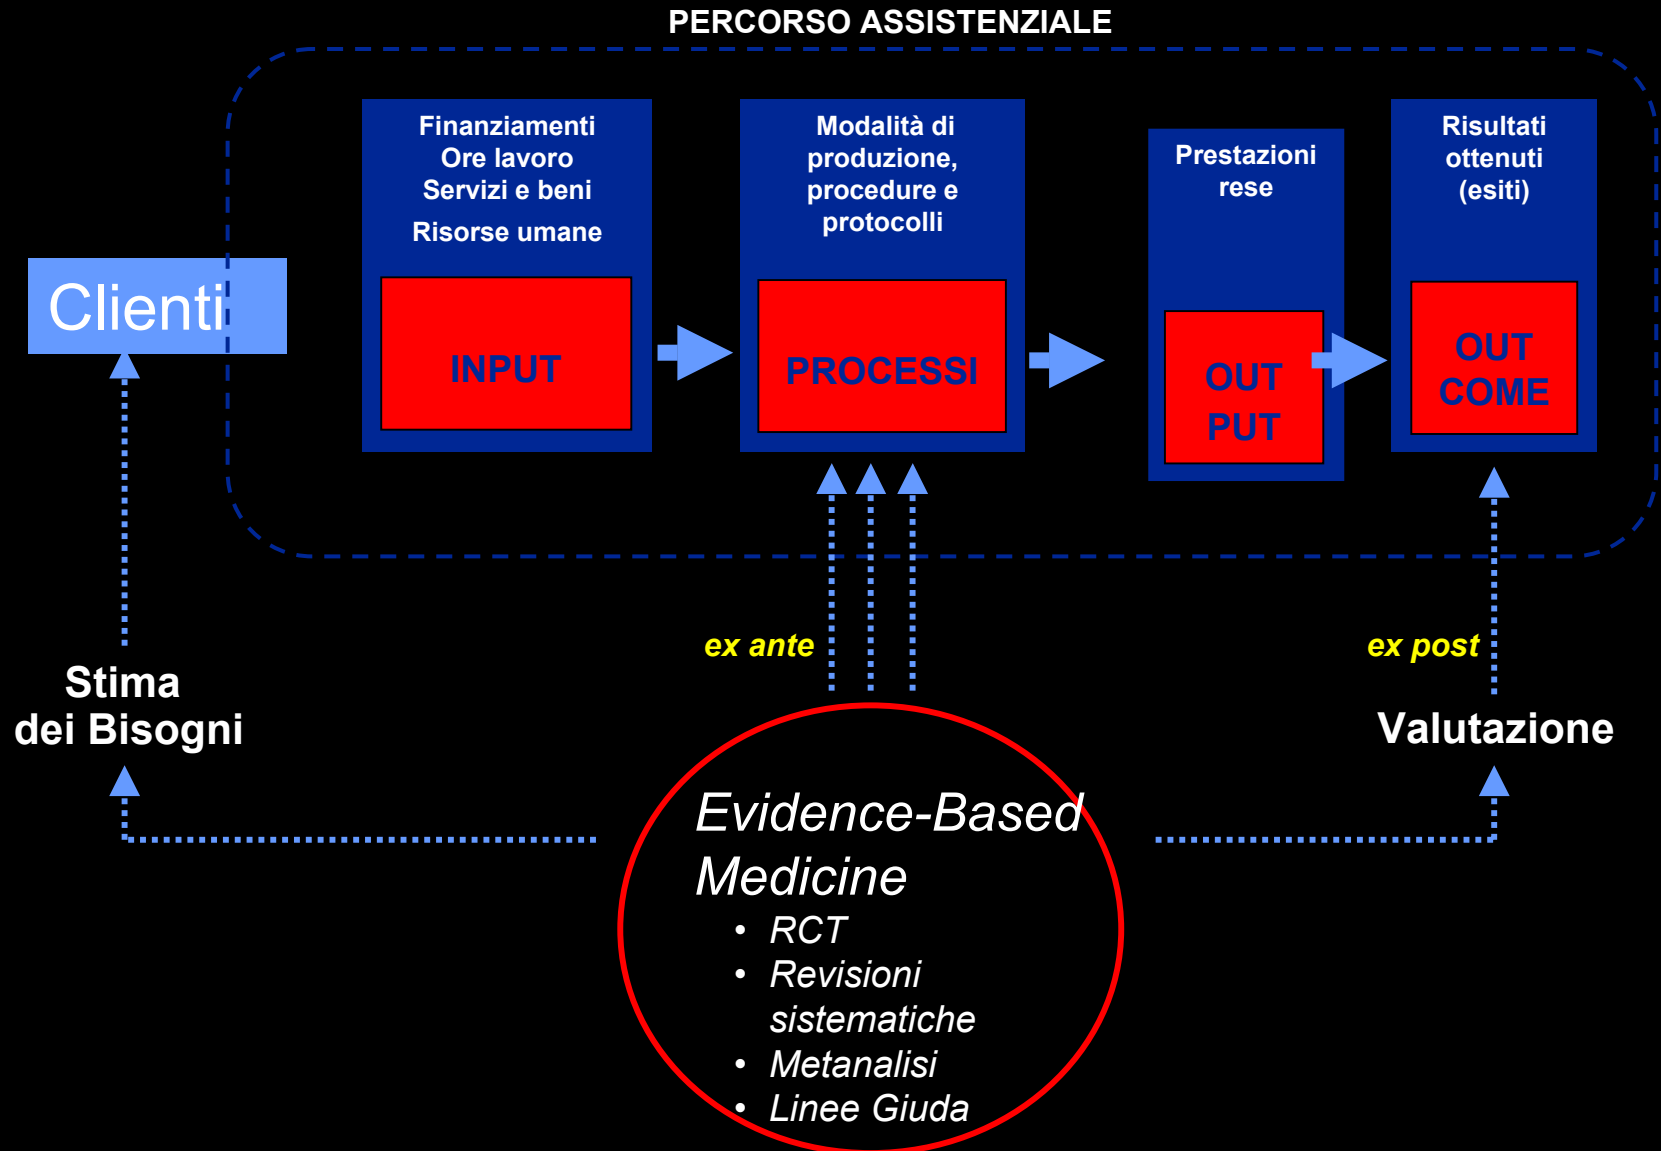 PERCORSO ASSISTENZIALE
Finanziamenti
Ore lavoro
Servizi e beni
Risorse umane
INPUT
Modalità di
produzione,
procedure e
protocolli
PROCESSI
Prestazioni
rese
OUT
PUT
Risultati
ottenuti
(esiti)
OUT
COME
Clienti
ex ante
ex post
Stima
dei Bisogni
Valutazione
Evidence-Based
Medicine
• RCT
• Revisioni
sistematiche
• Metanalisi
• Linee Giuda